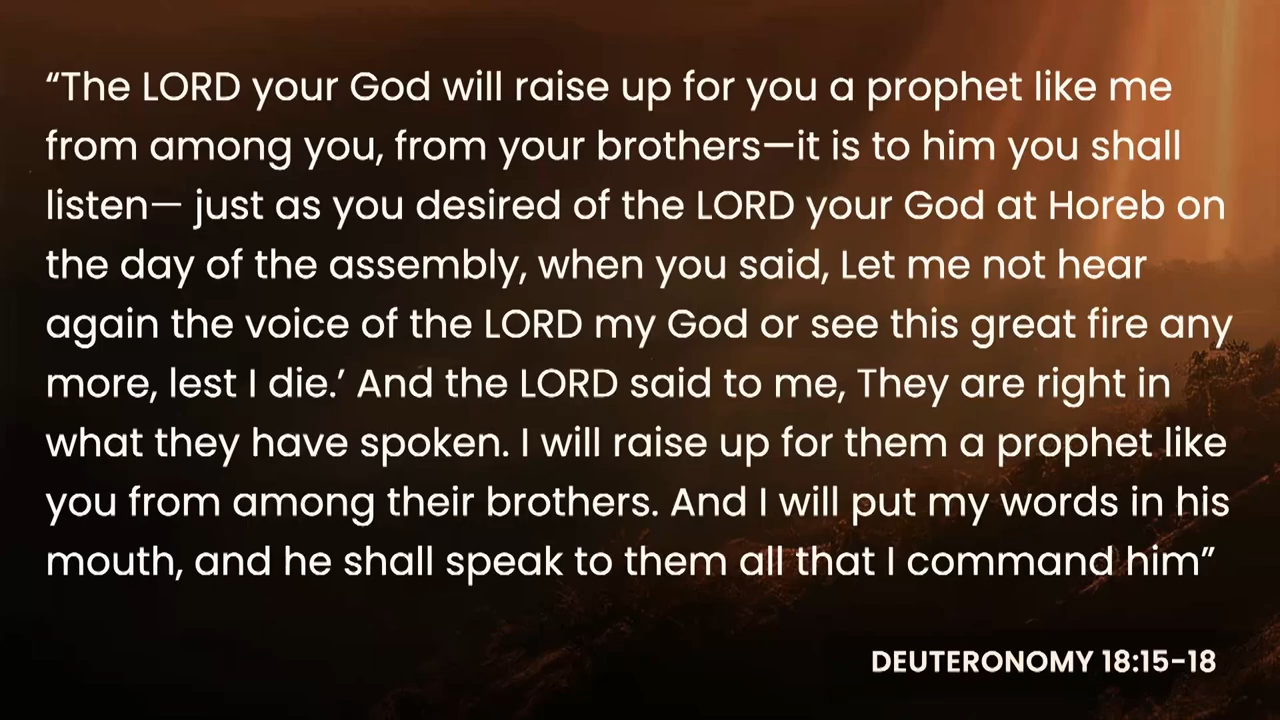 “The LORD your God will raise up for you a prophet like me
from among you, from your brothers—it is to him you shall
listen— just as you desired of the LORD your God at Horeb on
the day of the assembly, when you said, Let me not hear
again the voice of the LORD my God or see this great fire any
more, lest I die.’ And the LORD said to me, They are right in
what they have spoken. I will raise up for them a prophet like
you from among their brothers. And I will put my words in his
mouth, and he shall speak to them all that I command him”
DEUTERONOMY 18:15-18